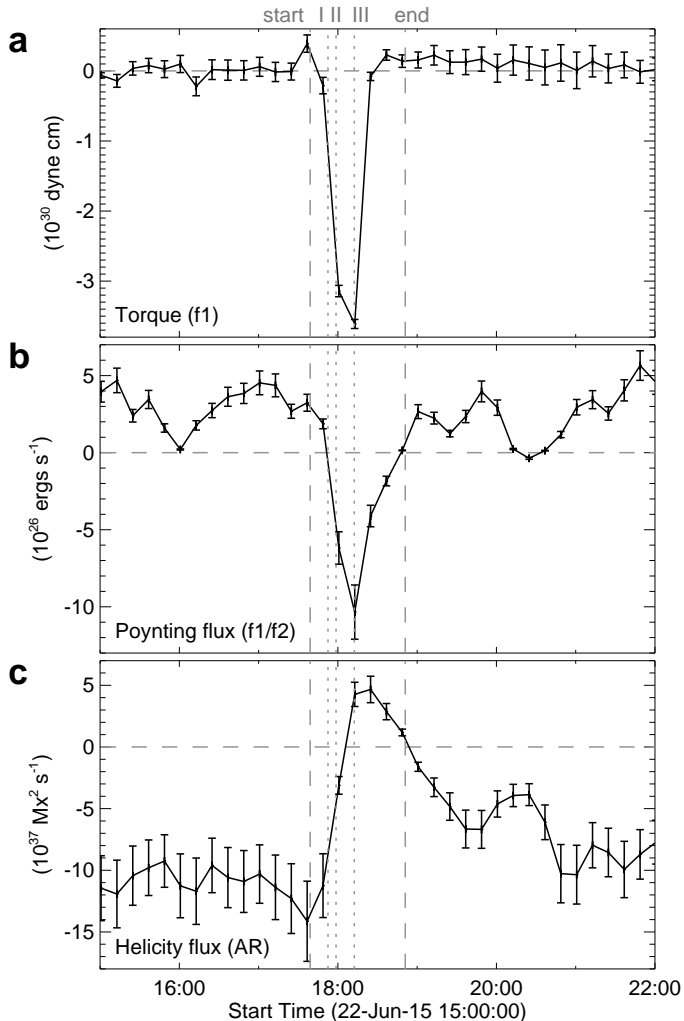 start I II III end
a
0
-1
-2
-3
(10^30 dyne cm)
Torque (f1)
b
5
0
-5
-10
(10^26 ergs s^-1)
Poynting flux (f1/f2)
c
5
0
-5
-10
-15
(10^37 Mx^2 s^-1)
Helicity flux (AR)
16:00 18:00 20:00 22:00
Start Time (22-Jun-15 15:00:00)